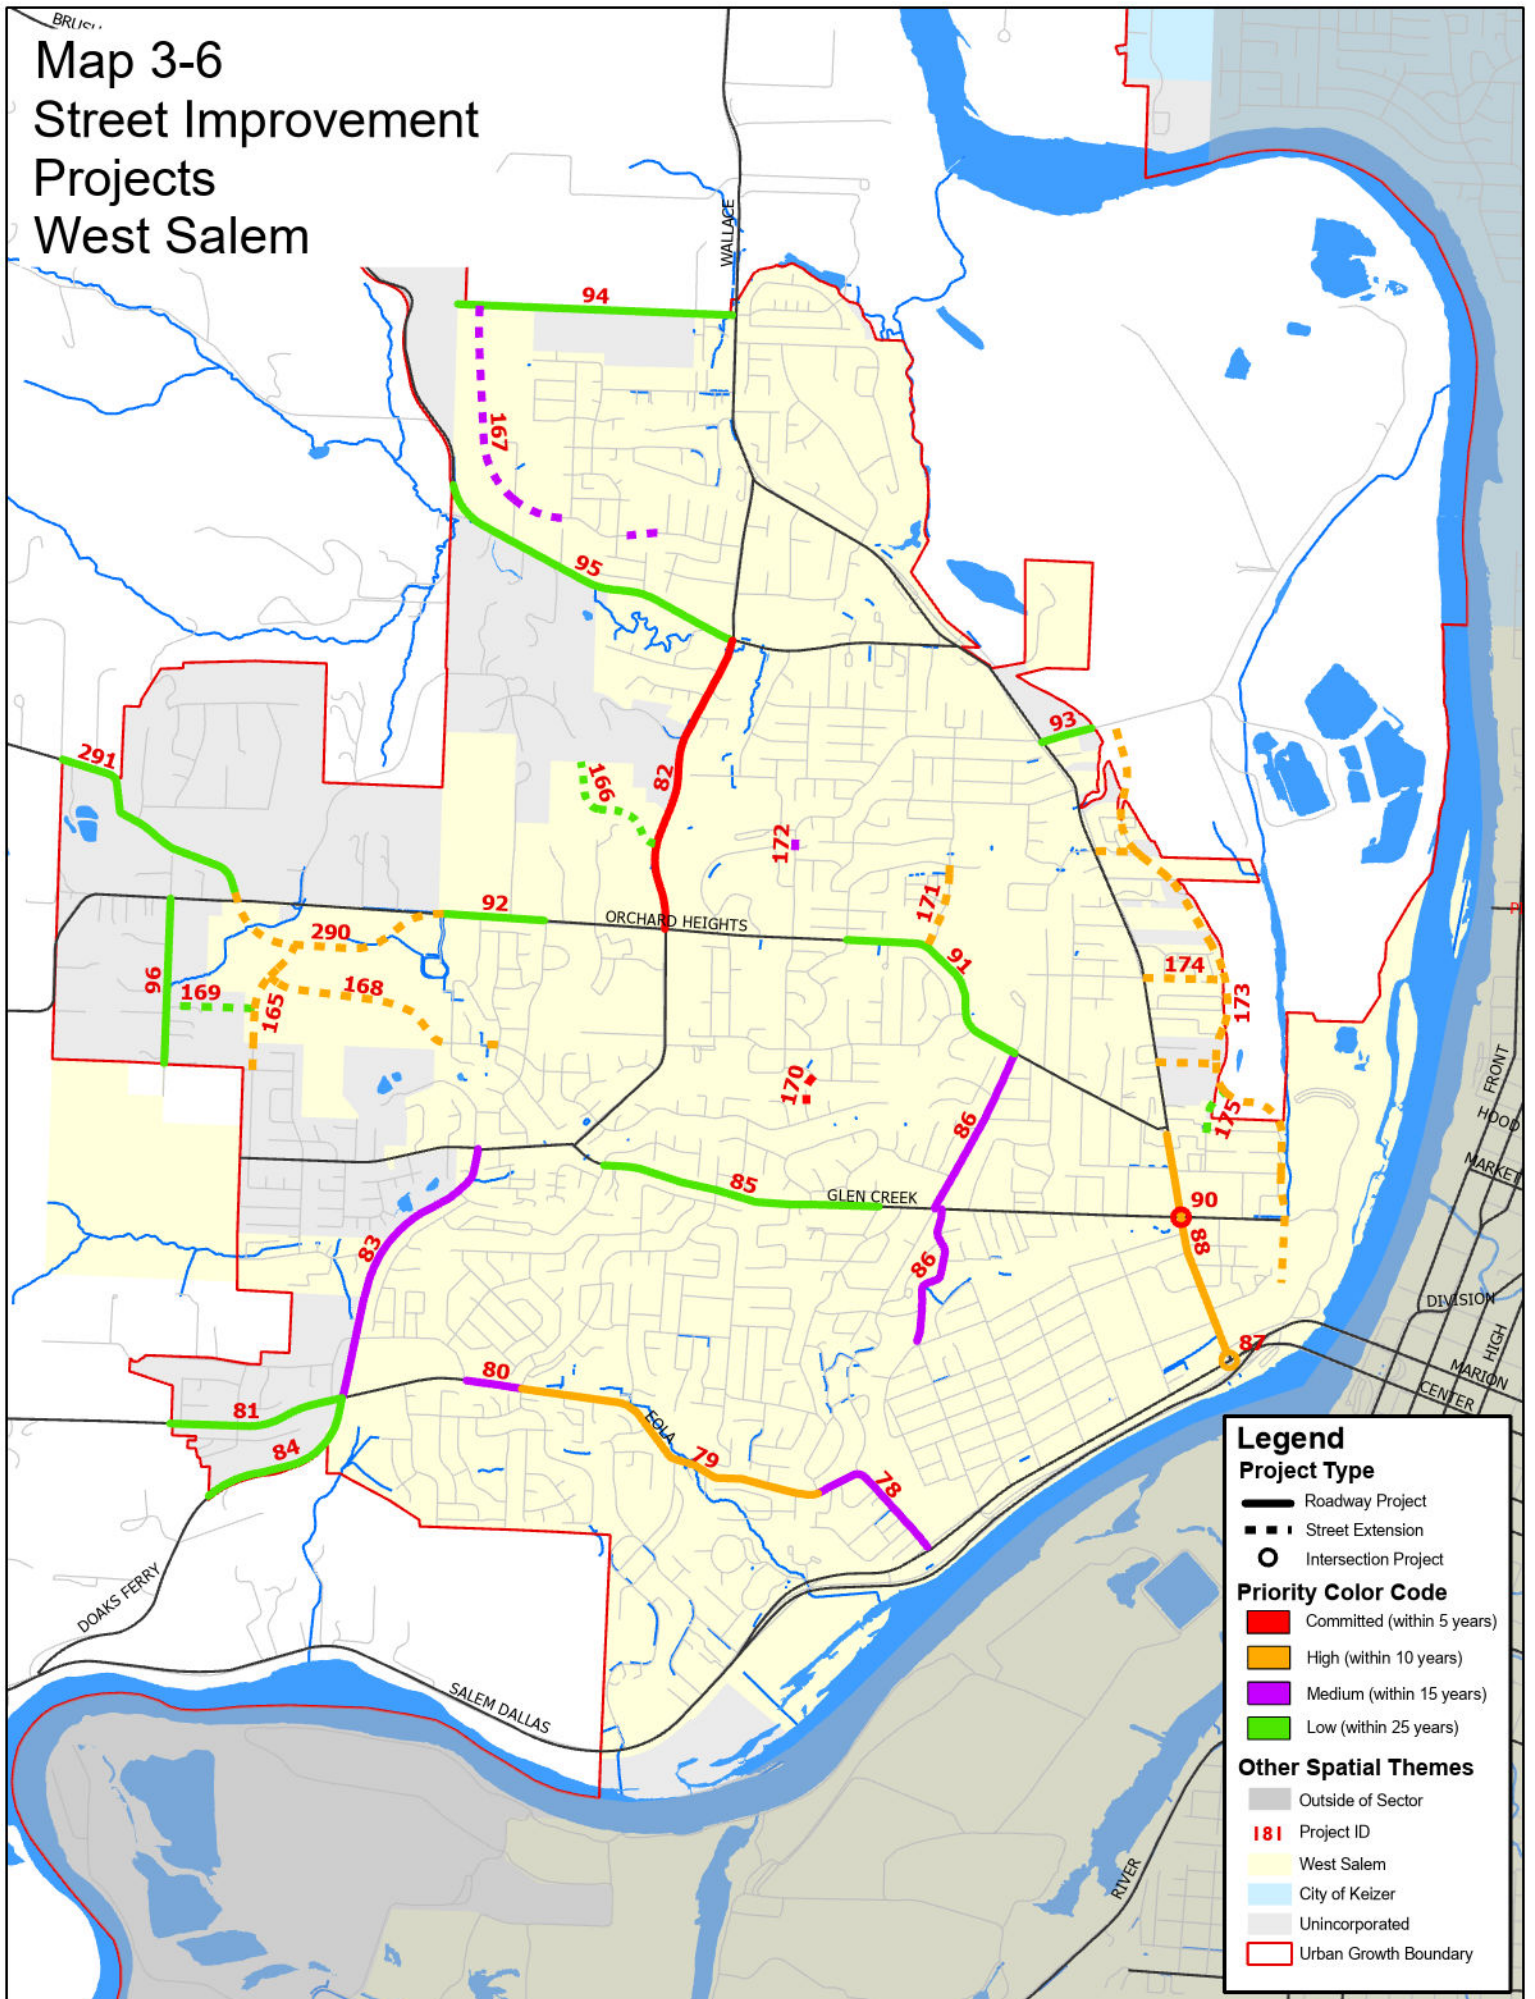 BRUSH
Map 3-6
Street Improvement
Projects
West Salem
WALLACE
94
167
95
93
291
166
82
172
171
92
ORCHARD HEIGHTS
290
91
96
169
168
165
174
173
170
175
86
FRONT
HOOD
MARKET
85
GLEN CREEK
90
88
83
86
DIVISION
HIGH
87
MARION
CENTER
80
81
EOLA
84
79
78
DOAKS FERRY
SALEM DALLAS
RIVER
P
Legend
Project Type
Roadway Project
Street Extension
Intersection Project
Priority Color Code
Committed (within 5 years)
High (within 10 years)
Medium (within 15 years)
Low (within 25 years)
Other Spatial Themes
Outside of Sector
181 Project ID
West Salem
City of Keizer
Unincorporated
Urban Growth Boundary